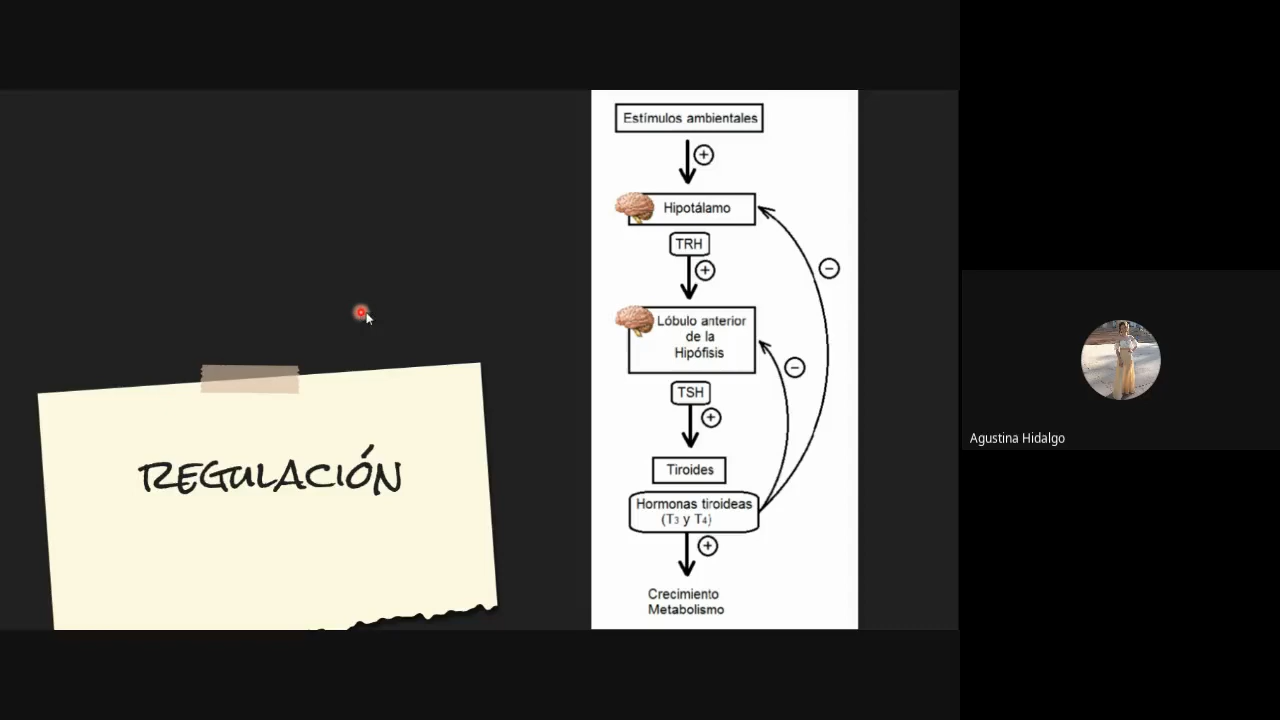 REGULACIÓN
Estímulos ambientales
+
Hipotálamo
TRH
+
−
Lóbulo anterior
de la
Hipófisis
−
TSH
+
Tiroides
Hormonas tiroideas
(T3 y T4)
+
Crecimiento
Metabolismo
Agustina Hidalgo